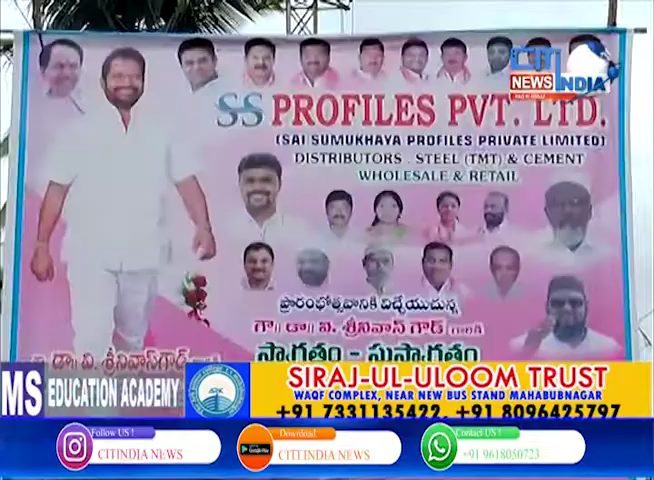 CITI
NEWS INDIA
SS PROFILES PVT. LTD.
(SAI SUMUKHAYA PROFILES PRIVATE LIMITED)
DISTRIBUTORS . STEEL (TMT) & CEMENT
WHOLESALE & RETAIL
ప్రారంభోత్సవానికి విచ్చేయుచున్న
గౌ॥ డా॥ వి. శ్రీనివాస్ గౌడ్ గారికి
స్వాగతం - సుస్వాగతం
డా॥ వి. శ్రీనివాస్‌గౌడ్
MS EDUCATION ACADEMY
SIRAJ-UL-ULOOM TRUST
WAQF COMPLEX, NEAR NEW BUS STAND MAHABUBNAGAR
+91 7331135422, +91 8096425797
Follow US !
CITIINDIA NEWS
Download
CITIINDIA NEWS
Contact US !
+91 9618050723